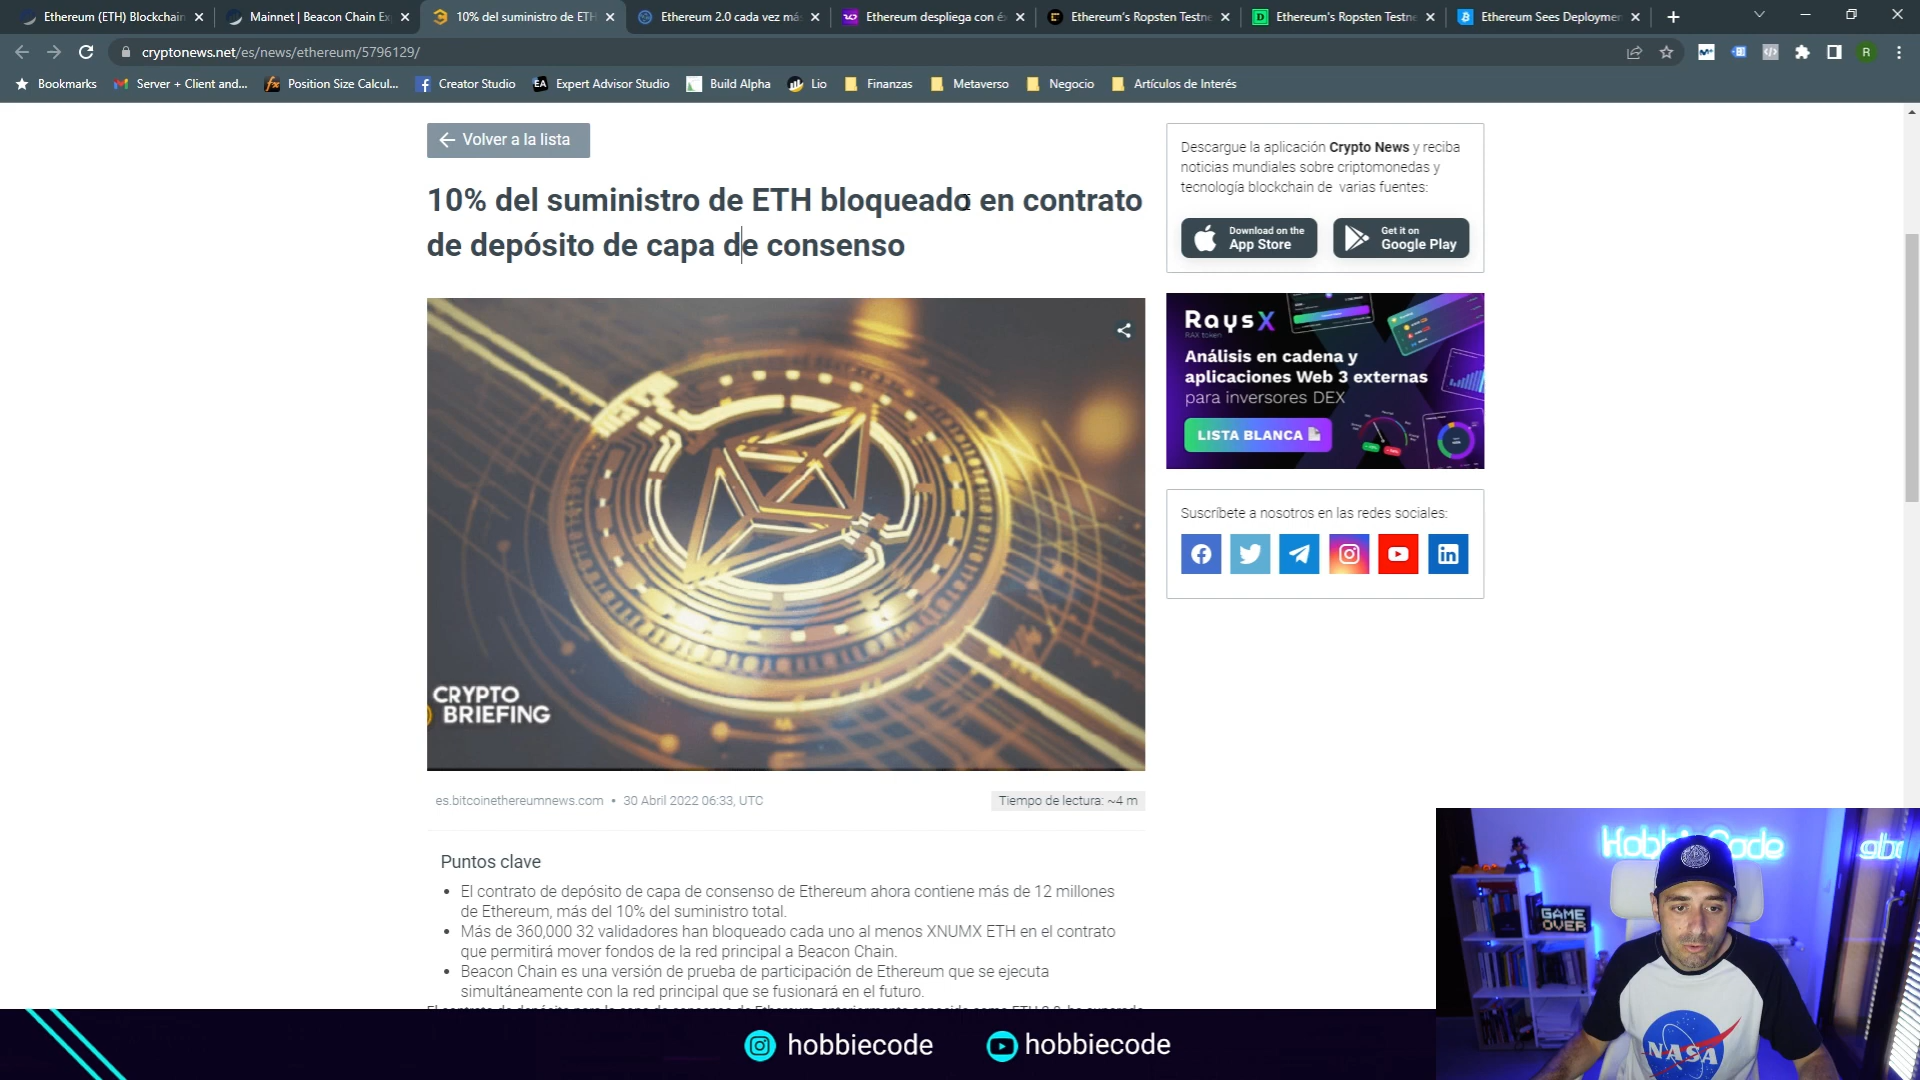 Ethereum (ETH) Blockchain
Mainnet | Beacon Chain Ex
10% del suministro de ETH
Ethereum 2.0 cada vez má
Ethereum despliega con é
Ethereum's Ropsten Testne
Ethereum's Ropsten Testne
Ethereum Sees Deploymen
cryptonews.net/es/news/ethereum/5796129/
R
Bookmarks
Server + Client and...
Position Size Calcul...
Creator Studio
EA
Expert Advisor Studio
Build Alpha
Lio
Finanzas
Metaverso
Negocio
Artículos de Interés
Volver a la lista
10% del suministro de ETH bloqueado en contrato
de depósito de capa de consenso
CRYPTO
BRIEFING
es.bitcoinethereumnews.com • 30 Abril 2022 06:33, UTC
Tiempo de lectura: ~4 m
Puntos clave
• El contrato de depósito de capa de consenso de Ethereum ahora contiene más de 12 millones
de Ethereum, más del 10% del suministro total.
• Más de 360,000 32 validadores han bloqueado cada uno al menos XNUMX ETH en el contrato
que permitirá mover fondos de la red principal a Beacon Chain.
• Beacon Chain es una versión de prueba de participación de Ethereum que se ejecuta
simultáneamente con la red principal que se fusionará en el futuro.
Descargue la aplicación Crypto News y reciba
noticias mundiales sobre criptomonedas y
tecnología blockchain de varias fuentes:
Download on the
App Store
Get it on
Google Play
RaysX
RAX token
Análisis en cadena y
aplicaciones Web 3 externas
para inversores DEX
LISTA BLANCA
Suscríbete a nosotros en las redes sociales:
GAME
OVER
NASA
hobbiecode
hobbiecode